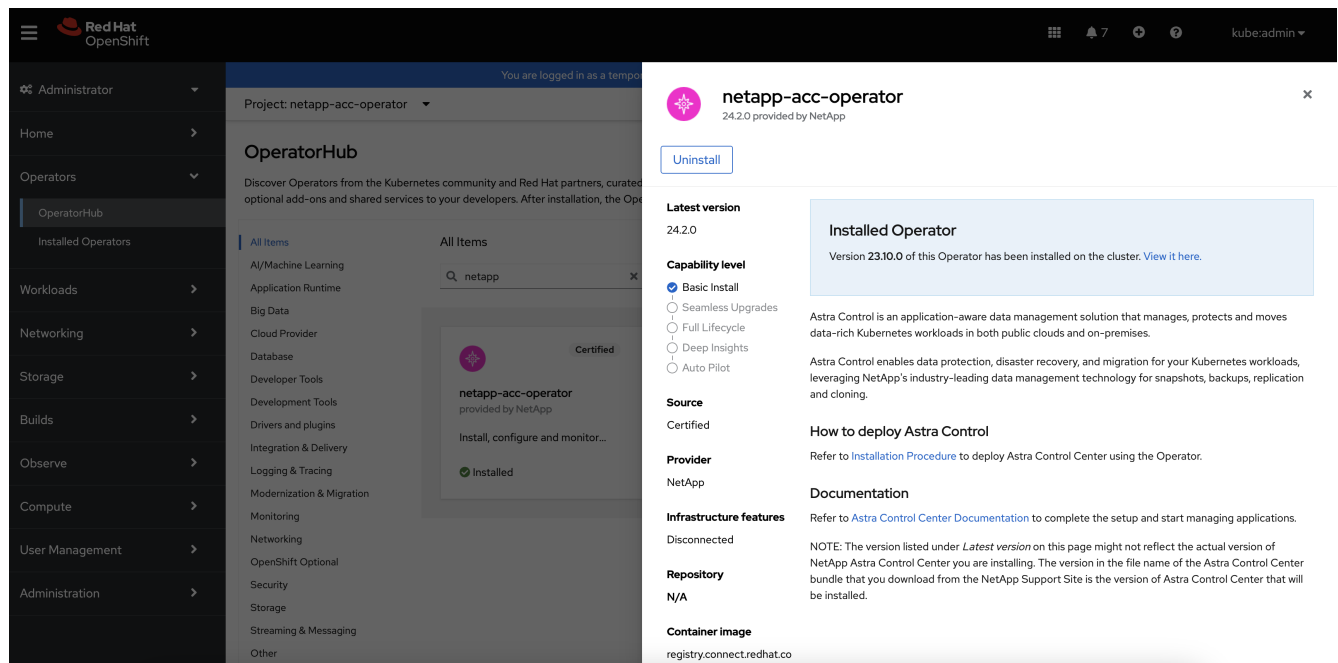 Red Hat
OpenShift
7
kube:admin
Administrator
Home
Operators
OperatorHub
Installed Operators
Workloads
Networking
Storage
Builds
Observe
Compute
User Management
Administration
You are logged in as a tempor
Project: netapp-acc-operator
OperatorHub
Discover Operators from the Kubernetes community and Red Hat partners, curated
optional add-ons and shared services to your developers. After installation, the Ope
All Items
AI/Machine Learning
Application Runtime
Big Data
Cloud Provider
Database
Developer Tools
Development Tools
Drivers and plugins
Integration & Delivery
Logging & Tracing
Modernization & Migration
Monitoring
Networking
OpenShift Optional
Security
Storage
Streaming & Messaging
Other
All Items
netapp
Certified
netapp-acc-operator
provided by NetApp
Install, configure and monitor...
Installed
netapp-acc-operator
24.2.0 provided by NetApp
Uninstall
Latest version
24.2.0
Capability level
Basic Install
Seamless Upgrades
Full Lifecycle
Deep Insights
Auto Pilot
Source
Certified
Provider
NetApp
Infrastructure features
Disconnected
Repository
N/A
Container image
registry.connect.redhat.co
Installed Operator
Version 23.10.0 of this Operator has been installed on the cluster. View it here.
Astra Control is an application-aware data management solution that manages, protects and moves
data-rich Kubernetes workloads in both public clouds and on-premises.
Astra Control enables data protection, disaster recovery, and migration for your Kubernetes workloads,
leveraging NetApp's industry-leading data management technology for snapshots, backups, replication
and cloning.
How to deploy Astra Control
Refer to Installation Procedure to deploy Astra Control Center using the Operator.
Documentation
Refer to Astra Control Center Documentation to complete the setup and start managing applications.
NOTE: The version listed under Latest version on this page might not reflect the actual version of
NetApp Astra Control Center you are installing. The version in the file name of the Astra Control Center
bundle that you download from the NetApp Support Site is the version of Astra Control Center that will
be installed.